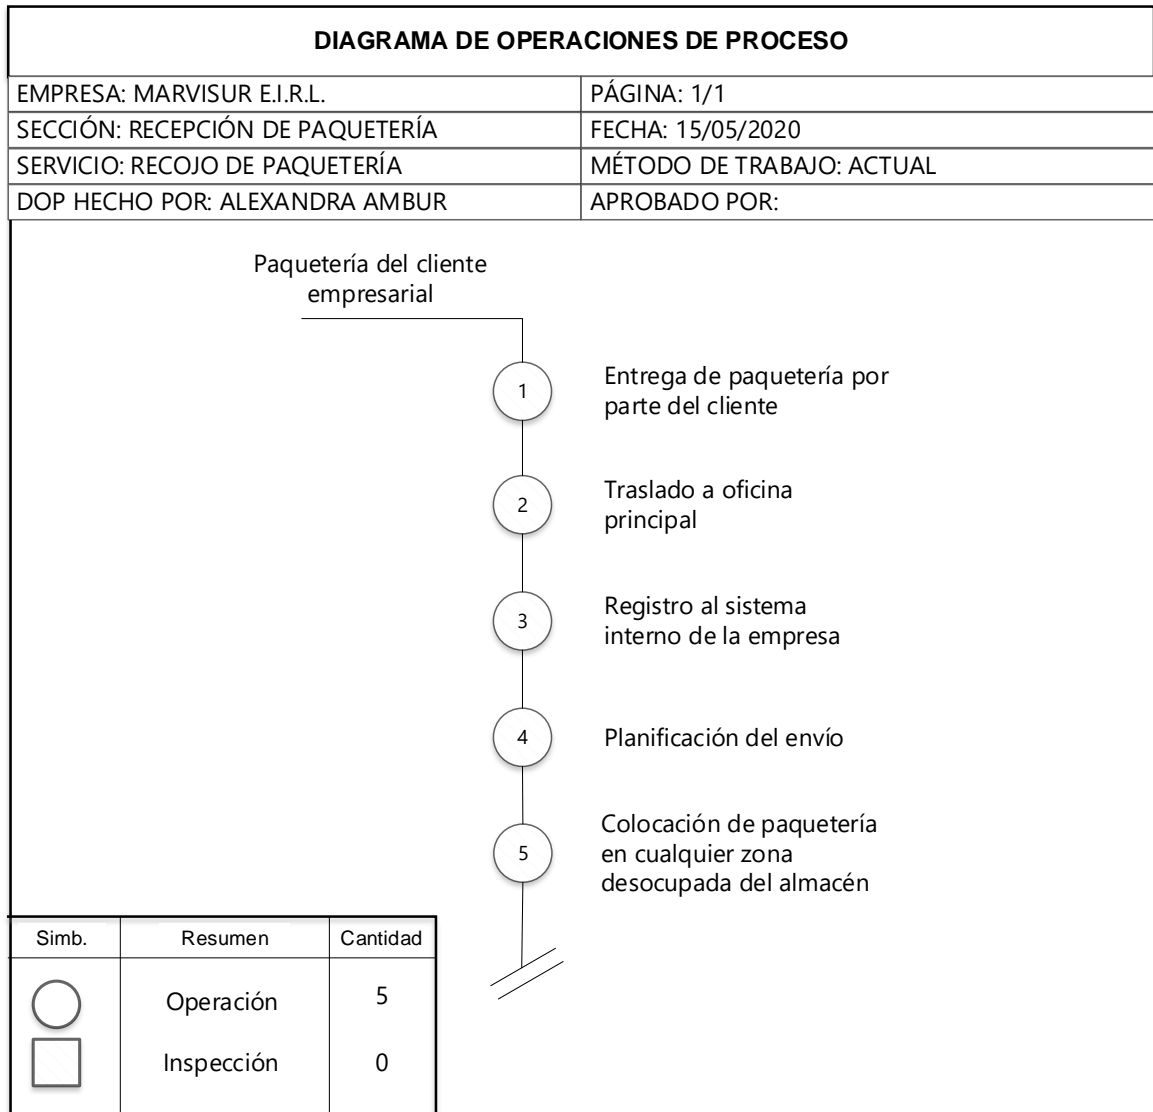 DIAGRAMA DE OPERACIONES DE PROCESO
EMPRESA: MARVISUR E.I.R.L.
PÁGINA: 1/1
SECCIÓN: RECEPCIÓN DE PAQUETERÍA
FECHA: 15/05/2020
SERVICIO: RECOJO DE PAQUETERÍA
MÉTODO DE TRABAJO: ACTUAL
DOP HECHO POR: ALEXANDRA AMBUR
APROBADO POR:
Paquetería del cliente
empresarial
1
Entrega de paquetería por
parte del cliente
2
Traslado a oficina
principal
3
Registro al sistema
interno de la empresa
4
Planificación del envío
5
Colocación de paquetería
en cualquier zona
desocupada del almacén
Simb. Resumen Cantidad
Operación 5
Inspección 0